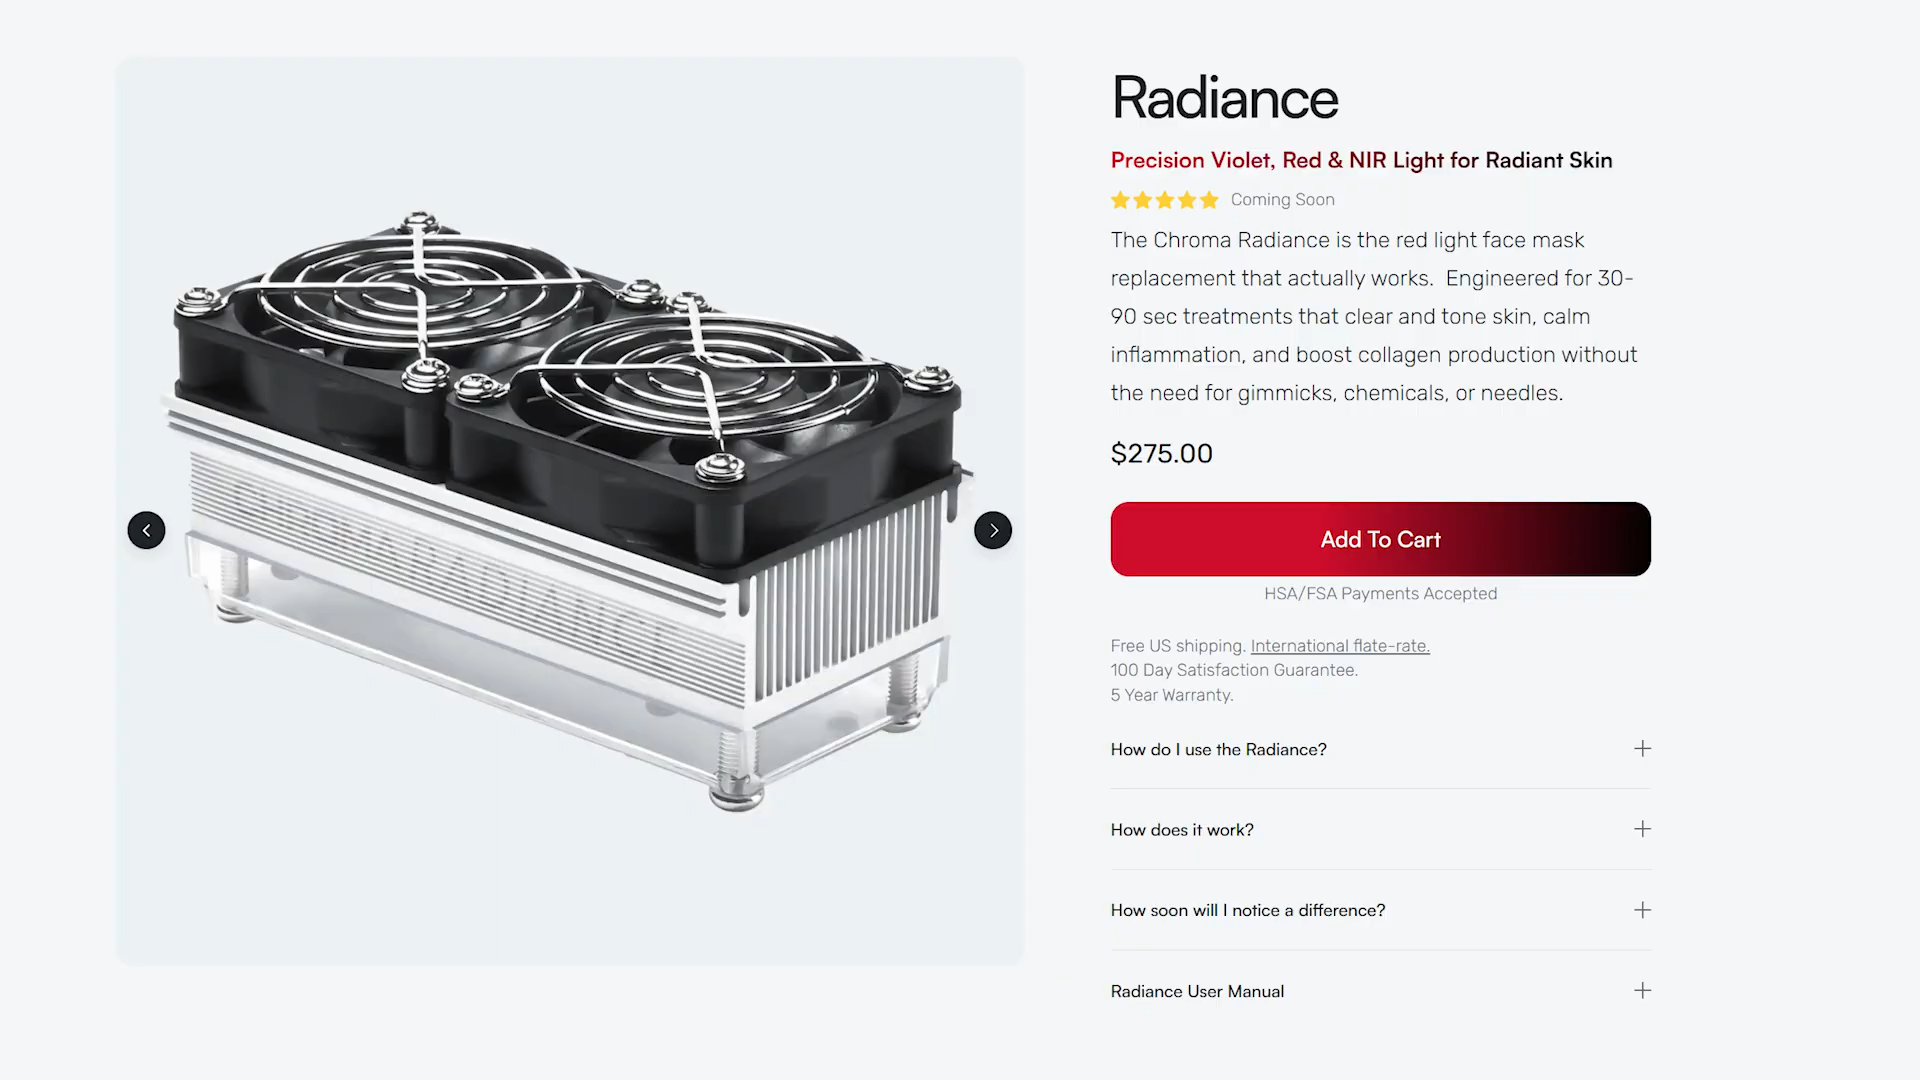 Radiance
Precision Violet, Red & NIR Light for Radiant Skin
Coming Soon
The Chroma Radiance is the red light face mask
replacement that actually works. Engineered for 30-
90 sec treatments that clear and tone skin, calm
inflammation, and boost collagen production without
the need for gimmicks, chemicals, or needles.
$275.00
Add To Cart
HSA/FSA Payments Accepted
Free US shipping. International flate-rate.
100 Day Satisfaction Guarantee.
5 Year Warranty.
How do I use the Radiance?
How does it work?
How soon will I notice a difference?
Radiance User Manual
CHROMA RADIANCE